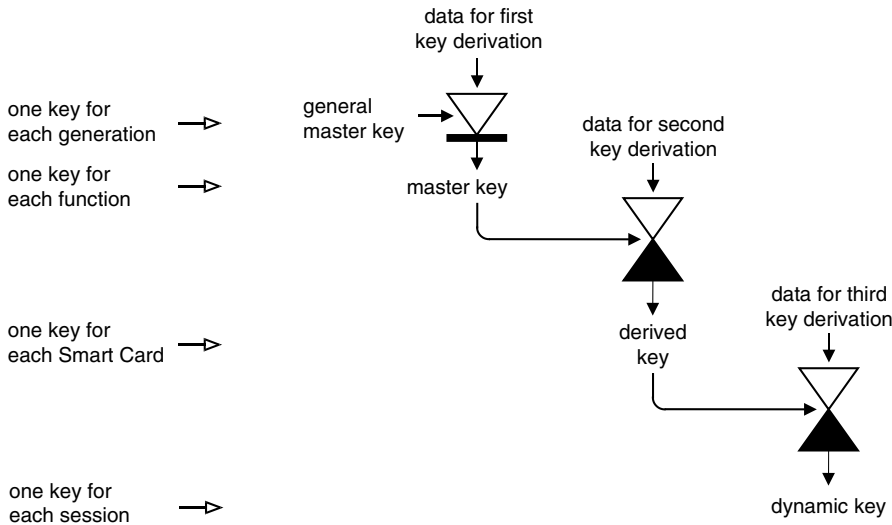 data for first
key derivation
one key for
each generation
general
master key
data for second
key derivation
one key for
each function
master key
data for third
key derivation
one key for
each Smart Card
derived
key
one key for
each session
dynamic key